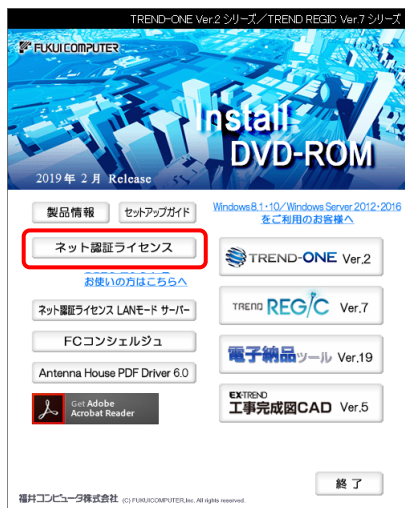 TREND-ONE Ver.2 シリーズ／TREND REGIC Ver.7 シリーズ
FUKUI COMPUTER
Install
DVD-ROM
2019年 2月 Release
製品情報
セットアップガイド
Windows8.1･10／Windows Server 2012･2016
をご利用のお客様へ
ネット認証ライセンス
お使いの方はこちらへ
TREND-ONE Ver.2
ネット認証ライセンス LANモード サーバー
TREND REGIC Ver.7
FCコンシェルジュ
電子納品ツール Ver.19
Antenna House PDF Driver 6.0
Get Adobe
Acrobat Reader
EX-TREND
工事完成図CAD Ver.5
終了
福井コンピュータ株式会社 (C) FUKUICOMPUTER,Inc. All rights reserved.